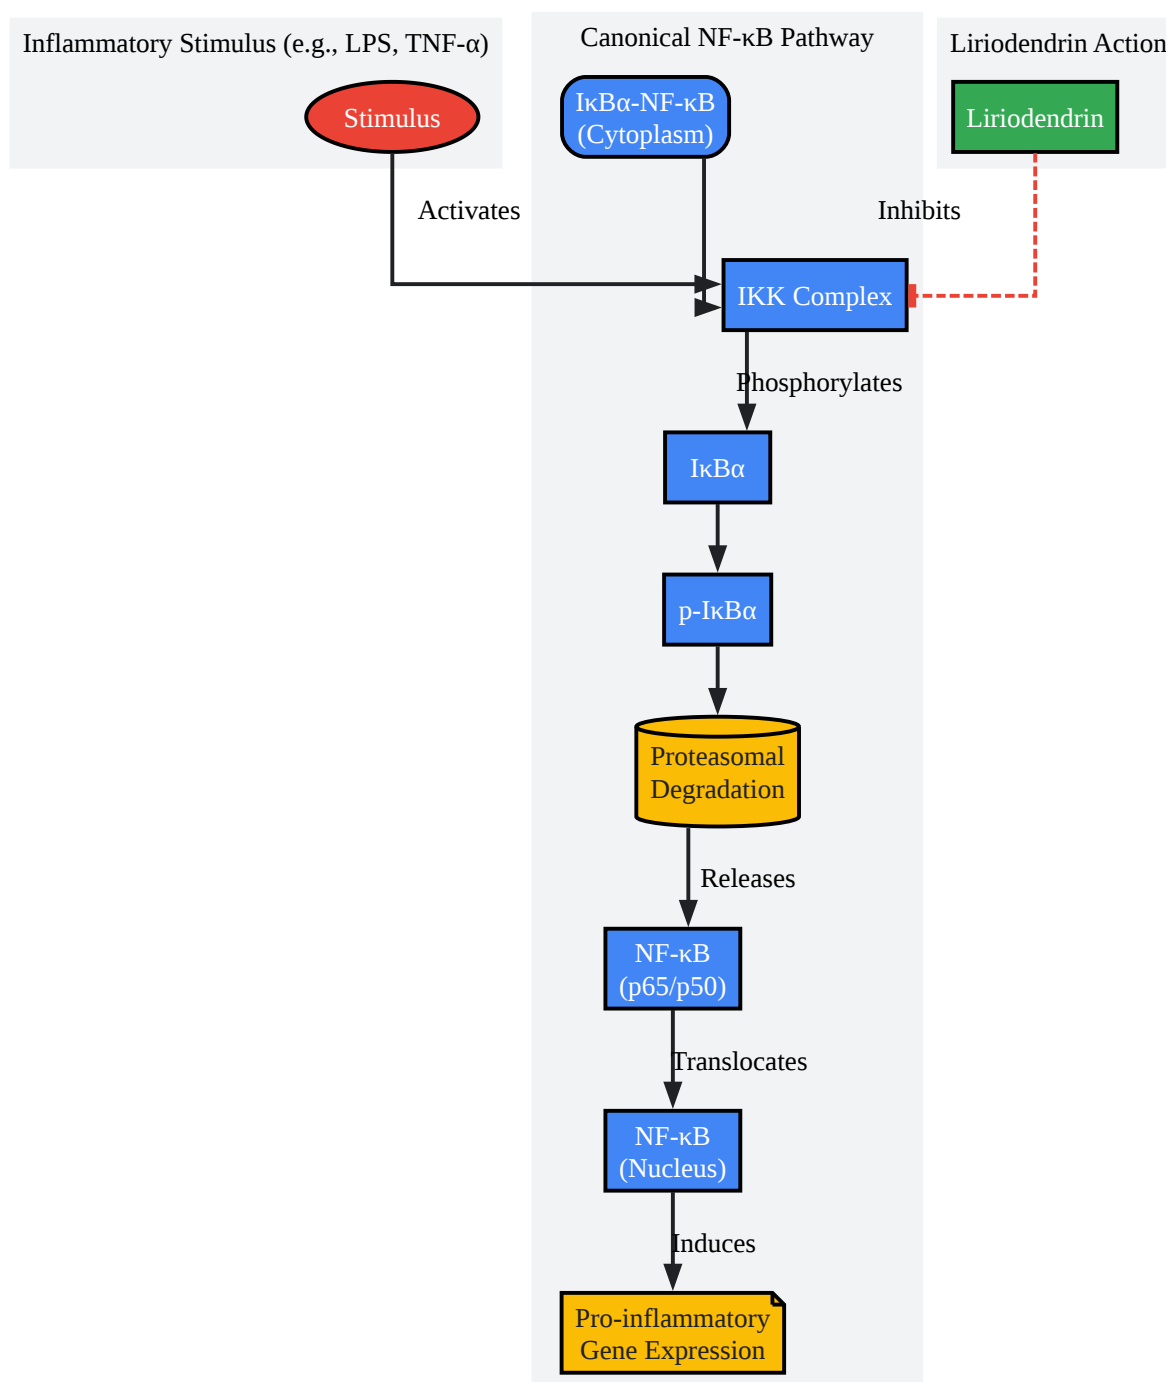 Inflammatory Stimulus (e.g., LPS, TNF-α)
Canonical NF-κB Pathway
Liriodendrin Action
Stimulus
IκBα-NF-κB
(Cytoplasm)
Liriodendrin
Activates
Inhibits
IKK Complex
Phosphorylates
IκBα
p-IκBα
Proteasomal
Degradation
Releases
NF-κB
(p65/p50)
Translocates
NF-κB
(Nucleus)
Induces
Pro-inflammatory
Gene Expression